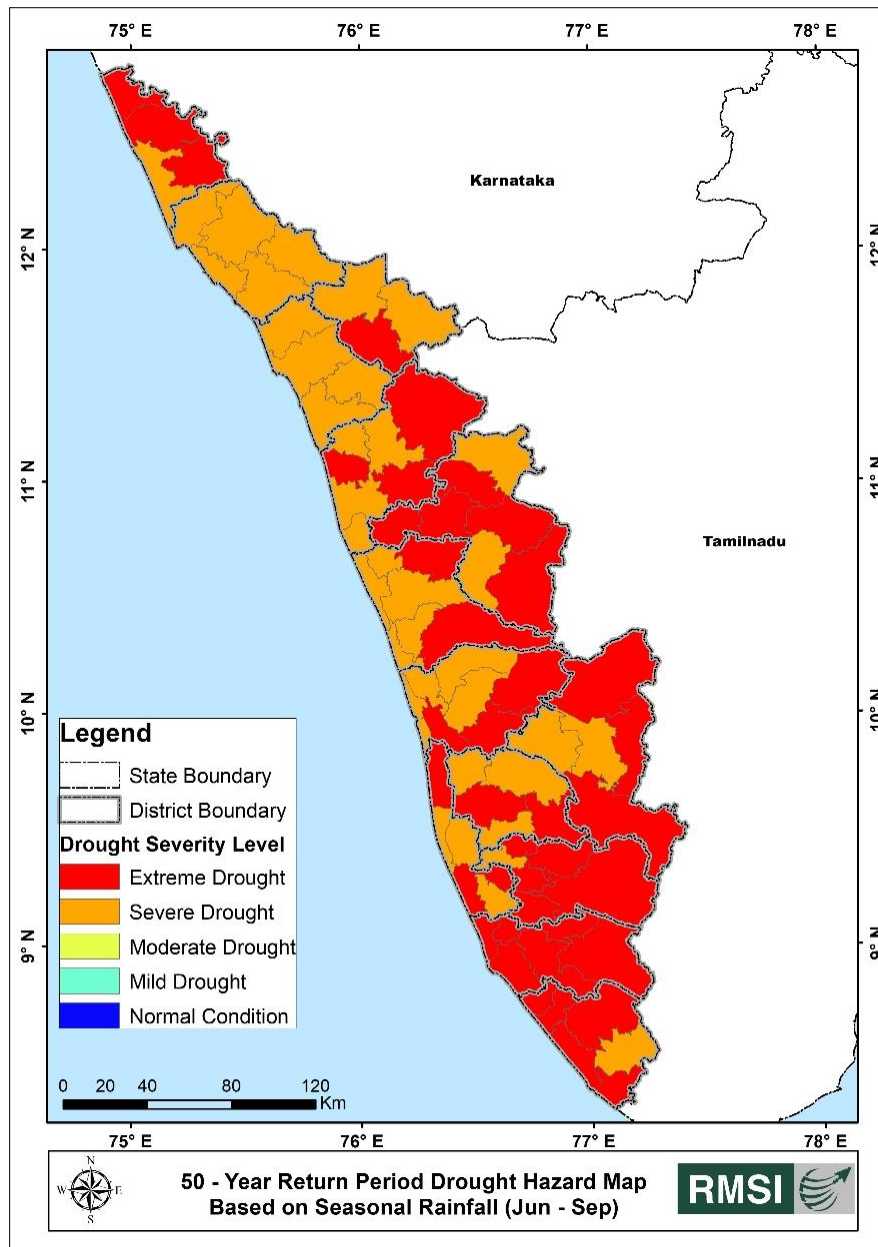 75° E 76° E 77° E 78° E
Karnataka
12° N 12° N
11° N 11° N
Tamilnadu
10° N 10° N
Legend
State Boundary
District Boundary
Drought Severity Level
Extreme Drought
Severe Drought
Moderate Drought
Mild Drought
Normal Condition
9° N 9° N
0 20 40 80 120
Km
75° E 76° E 77° E 78° E
N
W E
S
50 - Year Return Period Drought Hazard Map
Based on Seasonal Rainfall (Jun - Sep)
RMSI